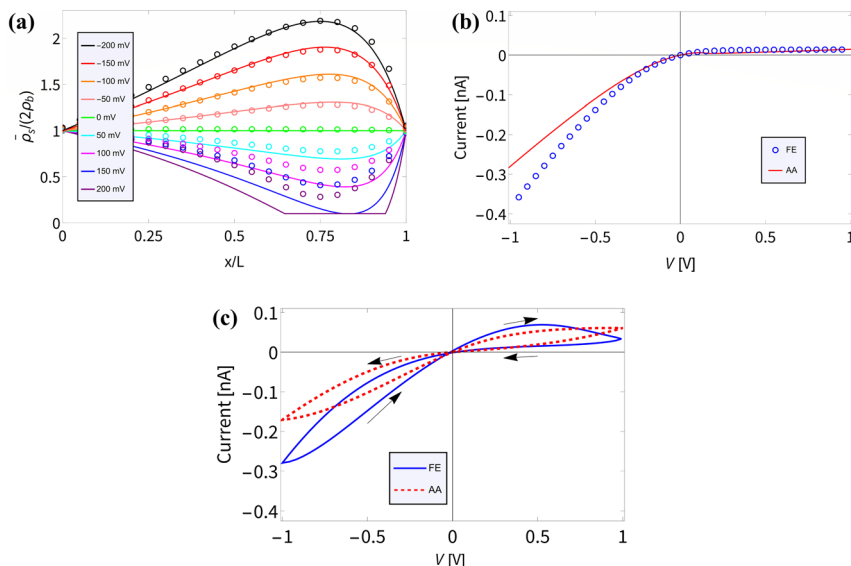 (a)
ρ̄s/(2ρb)
2
1.5
1
0.5
0
−200 mV
−150 mV
−100 mV
−50 mV
0 mV
50 mV
100 mV
150 mV
200 mV
0 0.25 0.5 0.75 1
x/L
(b)
Current [nA]
0
−0.1
−0.2
−0.3
−0.4
FE
AA
−1 −0.5 0 0.5 1
V [V]
(c)
Current [nA]
0.1
0
−0.1
−0.2
−0.3
−0.4
FE
AA
−1 −0.5 0 0.5 1
V [V]